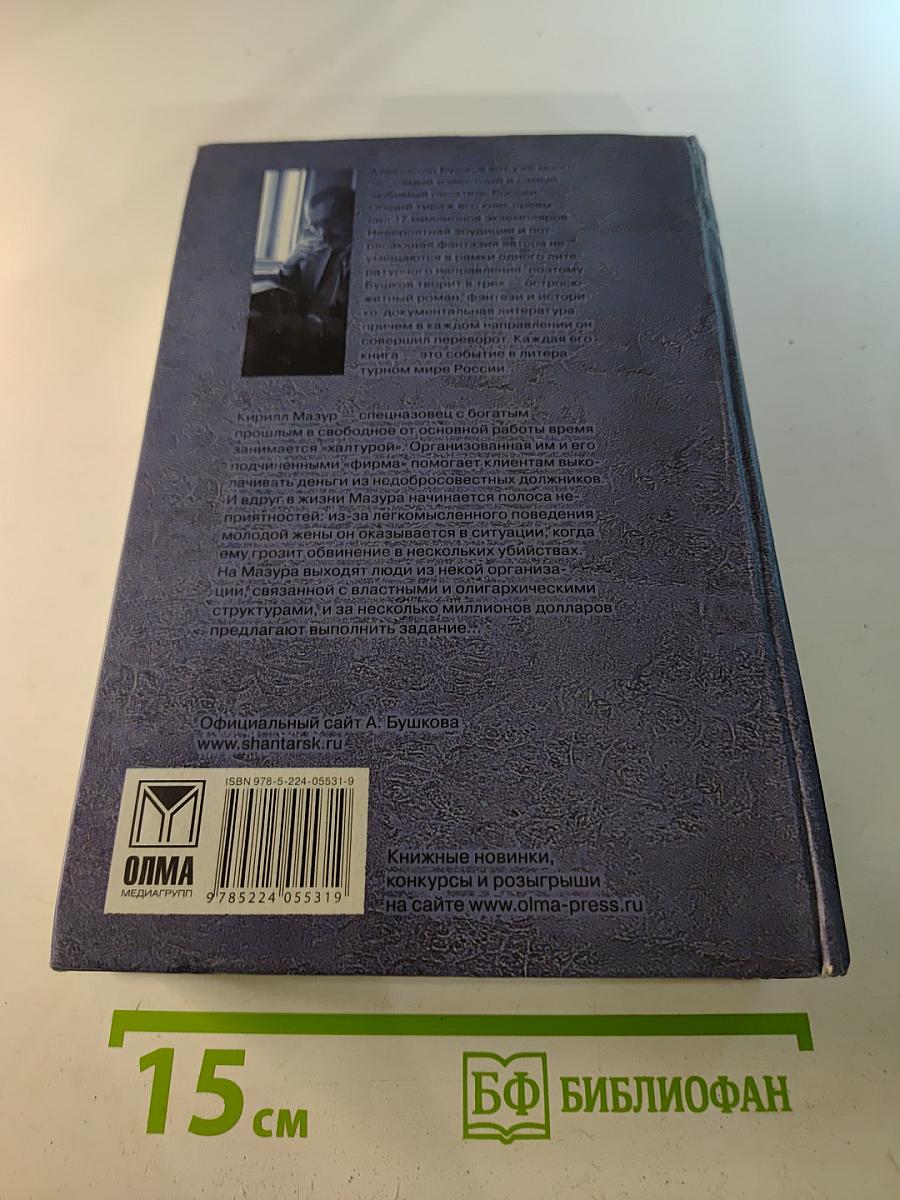 Александр Бушков вот уже много
лет самый известный и самый
любимый писатель России.
Общий тираж его книг превы-
сил 17 миллионов экземпляров.
Невероятная эрудиция и пот-
рясающая фантазия автора не
умещаются в рамки одного лите-
ратурного направления, поэтому
Бушков творит в трех — остросю-
жетный роман, фэнтези и истори-
ко-документальная литература,
причем в каждом направлении он
совершил переворот. Каждая его
книга — это событие в литера-
турном мире России.
Кирилл Мазур — спецназовец с богатым
прошлым в свободное от основной работы время
занимается «халтурой». Организованная им и его
подчиненными «фирма» помогает клиентам выко-
лачивать деньги из недобросовестных должников.
И вдруг в жизни Мазура начинается полоса не-
приятностей: из-за легкомысленного поведения
молодой жены он оказывается в ситуации, когда
ему грозит обвинение в нескольких убийствах.
На Мазура выходят люди из некой организа-
ции, связанной с властными и олигархическими
структурами, и за несколько миллионов долларов
предлагают выполнить задание...
Официальный сайт А. Бушкова
www.shantarsk.ru
ISBN 978-5-224-05531-9
ОЛМА
МЕДИАГРУПП
9 785224 055319
Книжные новинки,
конкурсы и розыгрыши
на сайте www.olma-press.ru
15 см
БФ БИБЛИОФАН